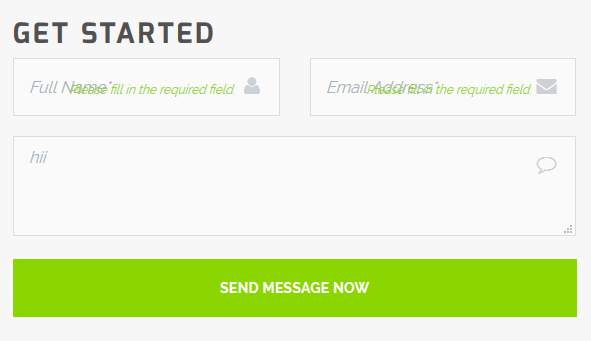 GET STARTED
Full Name* Please fill in the required field.
Email Address* Please fill in the required field.
hii
SEND MESSAGE NOW